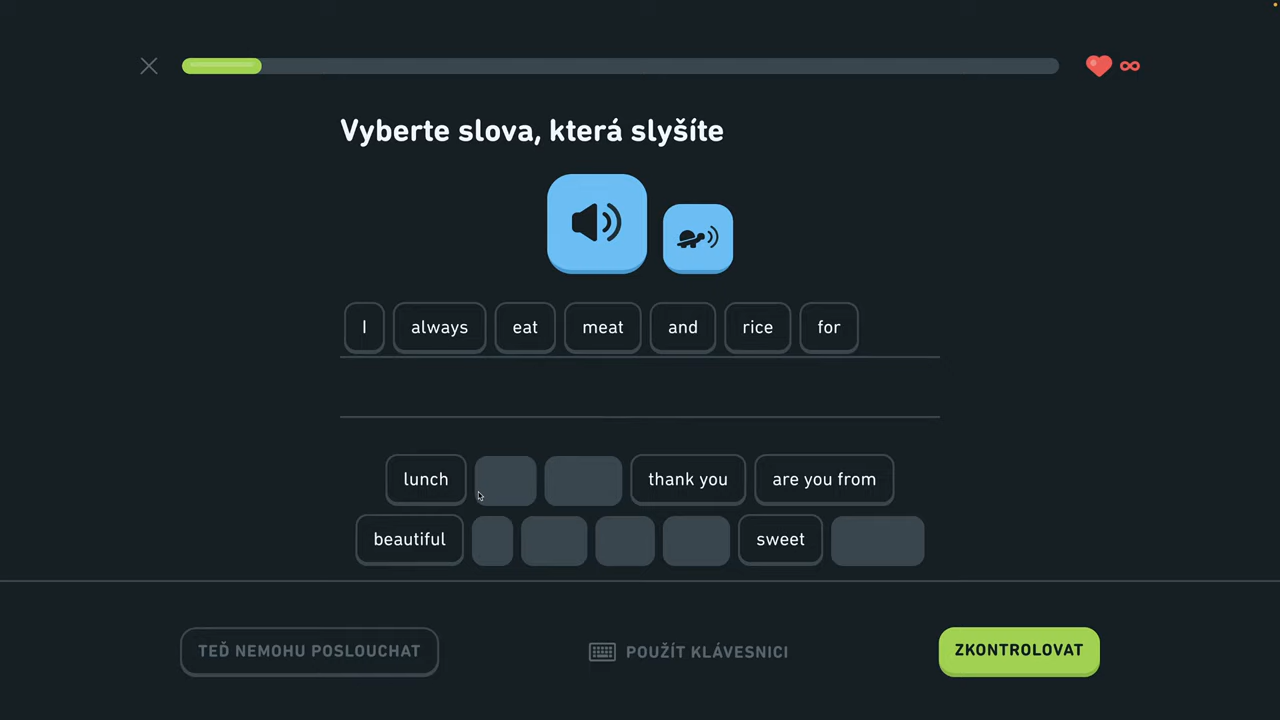 Vyberte slova, která slyšíte
I always eat meat and rice for
lunch thank you are you from
beautiful sweet
TEĎ NEMOHU POSLOUCHAT POUŽÍT KLÁVESNICI ZKONTROLOVAT